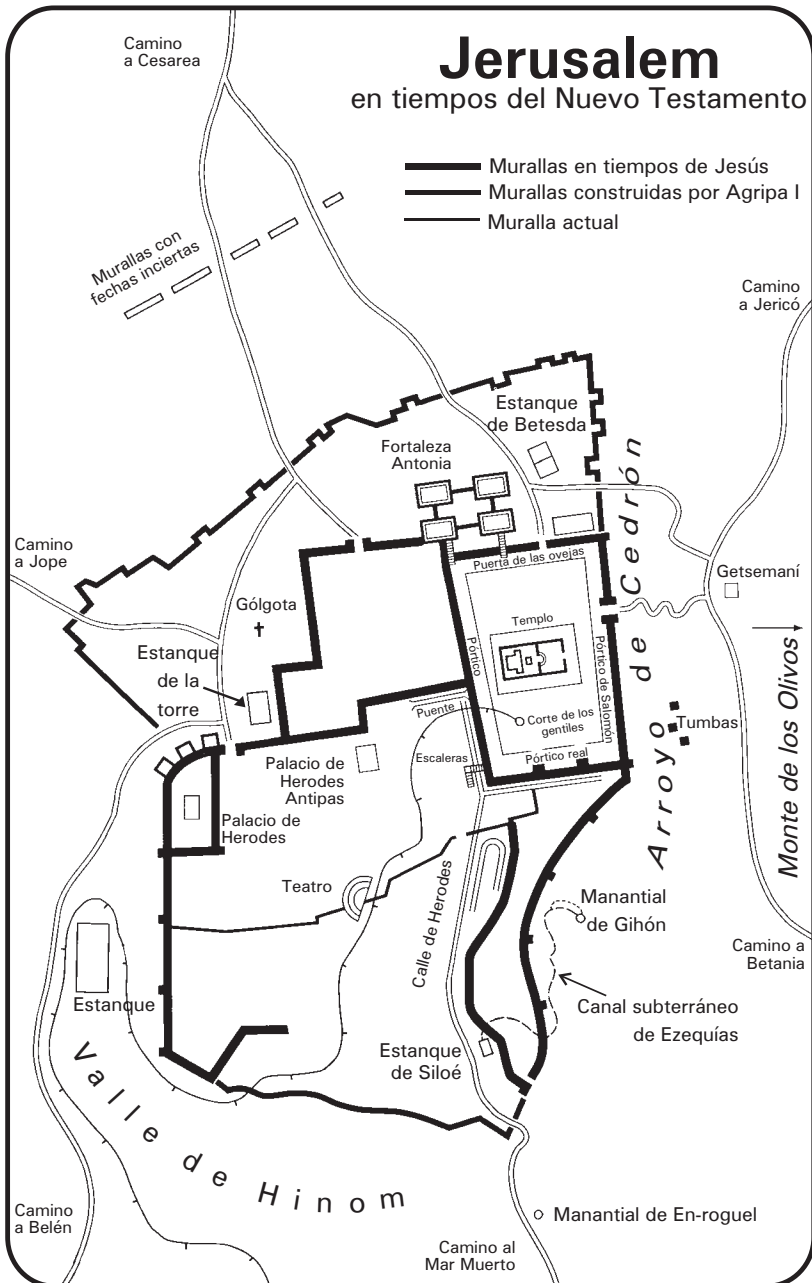 Jerusalem
en tiempos del Nuevo Testamento
Camino
a Cesarea
Murallas en tiempos de Jesús
Murallas construidas por Agripa I
Muralla actual
Murallas con
fechas inciertas
Camino
a Jericó
Estanque
de Betesda
Fortaleza
Antonia
Arroyo de Cedrón
Camino
a Jope
Puerta de las ovejas
Getsemaní
Gólgota
Templo
Pórtico
Pórtico de Salomón
Estanque
de la
torre
Monte de los Olivos
Puente
Corte de los
gentiles
Tumbas
Escaleras
Pórtico real
Palacio de
Herodes
Antipas
Palacio de
Herodes
Teatro
Calle de Herodes
Manantial
de Gihón
Camino a
Betania
Estanque
Canal subterráneo
de Ezequías
Estanque
de Siloé
Valle de Hinom
Camino
a Belén
Manantial de En-roguel
Camino al
Mar Muerto